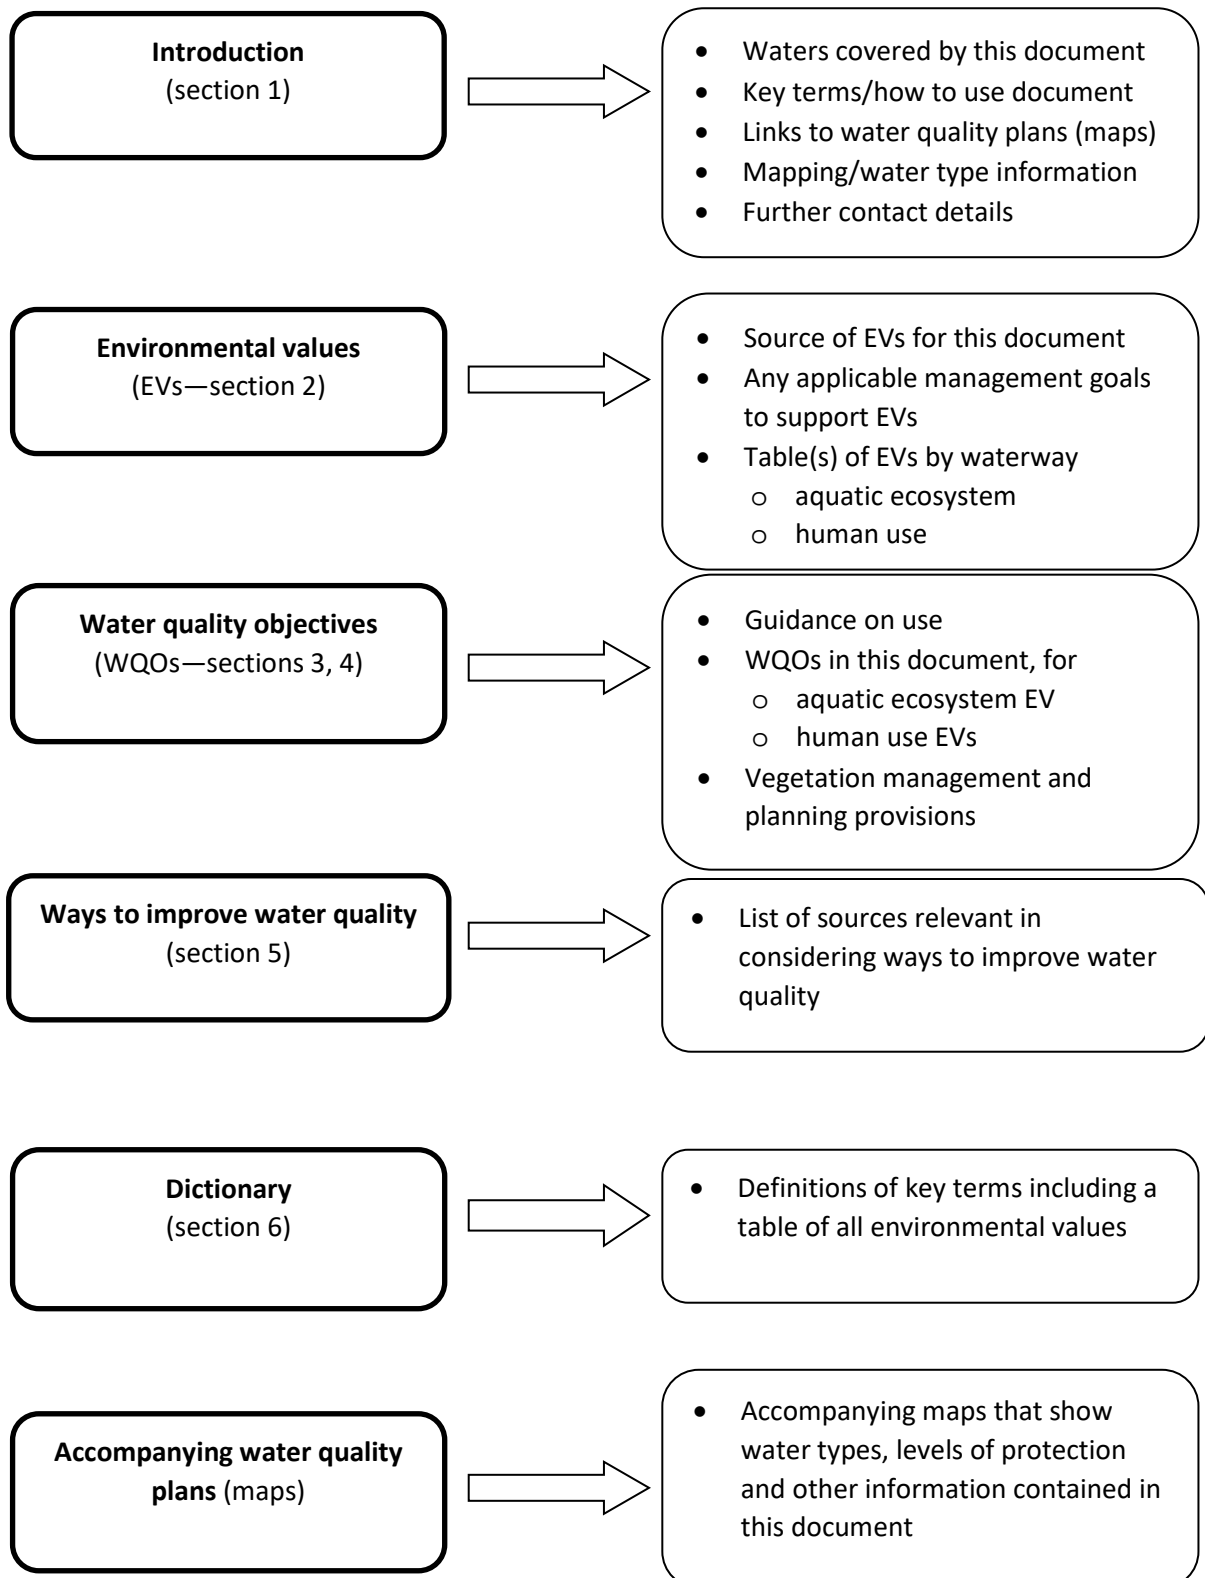 Introduction
(section 1)
• Waters covered by this document
• Key terms/how to use document
• Links to water quality plans (maps)
• Mapping/water type information
• Further contact details
Environmental values
(EVs—section 2)
• Source of EVs for this document
• Any applicable management goals
to support EVs
• Table(s) of EVs by waterway
o aquatic ecosystem
o human use
Water quality objectives
(WQOs—sections 3, 4)
• Guidance on use
• WQOs in this document, for
o aquatic ecosystem EV
o human use EVs
• Vegetation management and
planning provisions
Ways to improve water quality
(section 5)
• List of sources relevant in
considering ways to improve water
quality
Dictionary
(section 6)
• Definitions of key terms including a
table of all environmental values
Accompanying water quality
plans (maps)
• Accompanying maps that show
water types, levels of protection
and other information contained in
this document